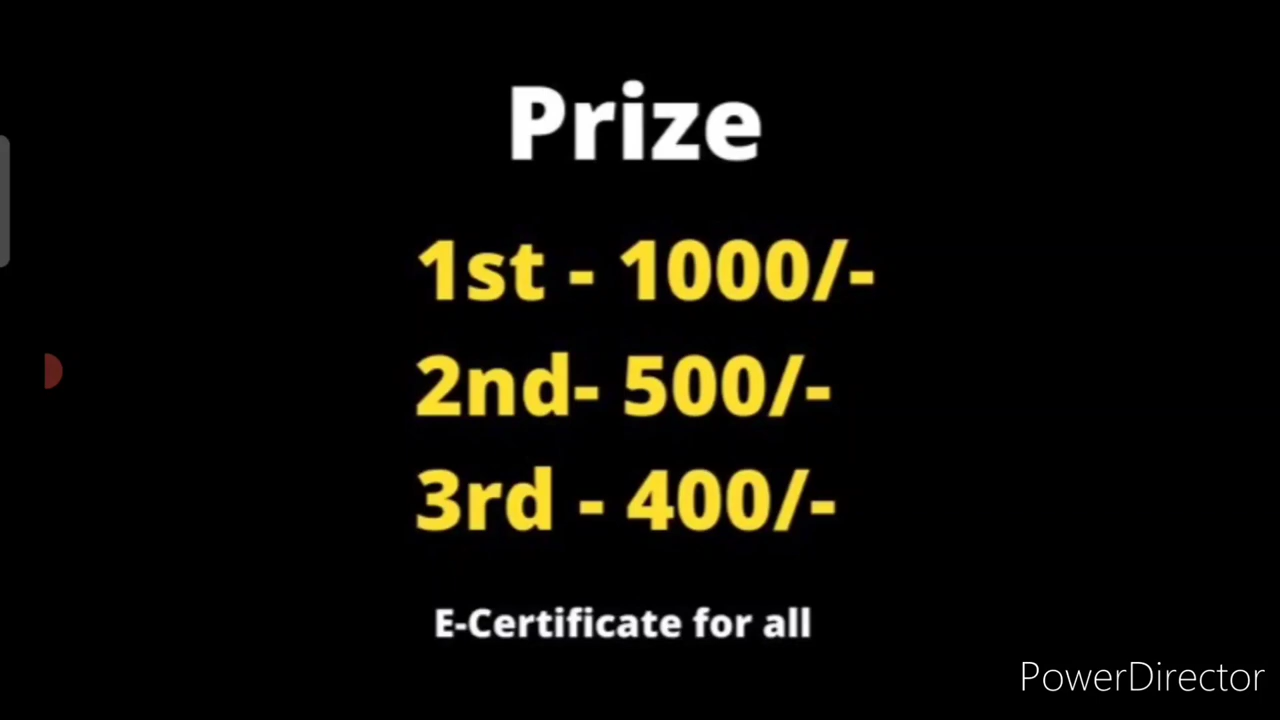 Prize
1st - 1000/-
2nd- 500/-
3rd - 400/-
E-Certificate for all
PowerDirector